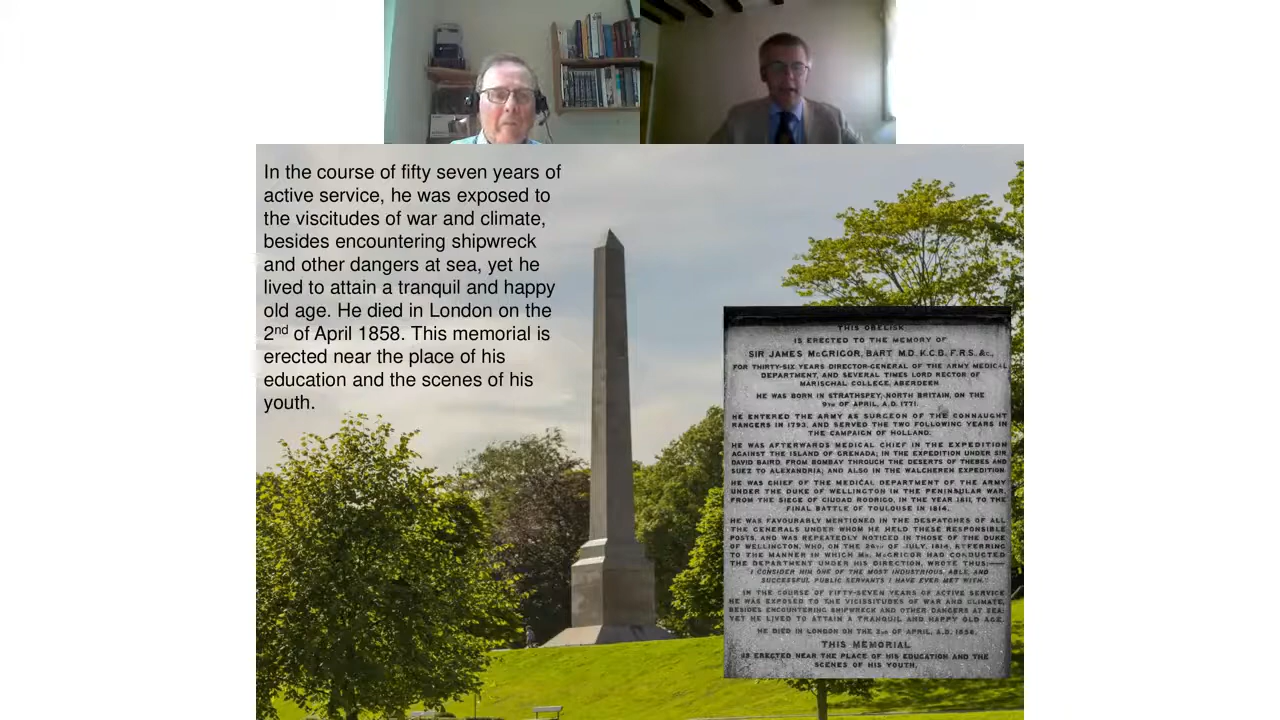 In the course of fifty seven years of
active service, he was exposed to
the viscitudes of war and climate,
besides encountering shipwreck
and other dangers at sea, yet he
lived to attain a tranquil and happy
old age. He died in London on the
2nd of April 1858. This memorial is
erected near the place of his
education and the scenes of his
youth.
THIS OBELISK
IS ERECTED TO THE MEMORY OF
SIR JAMES McGRIGOR, BART M.D. K.C.B. F.R.S. &c.,
FOR THIRTY-SIX YEARS DIRECTOR-GENERAL OF THE ARMY MEDICAL
DEPARTMENT, AND SEVERAL TIMES LORD RECTOR OF
MARISCHAL COLLEGE, ABERDEEN.
HE WAS BORN IN STRATHSPEY, NORTH BRITAIN, ON THE
9TH OF APRIL, A.D. 1771.
HE ENTERED THE ARMY AS SURGEON OF THE CONNAUGHT
RANGERS IN 1793, AND SERVED THE TWO FOLLOWING YEARS IN
THE CAMPAIGN OF HOLLAND.
HE WAS AFTERWARDS MEDICAL CHIEF IN THE EXPEDITION
AGAINST THE ISLAND OF GRENADA; IN THE EXPEDITION UNDER SIR
DAVID BAIRD, FROM BOMBAY THROUGH THE DESERTS OF THEBES AND
SUEZ TO ALEXANDRIA; AND ALSO IN THE WALCHEREN EXPEDITION.
HE WAS CHIEF OF THE MEDICAL DEPARTMENT OF THE ARMY
UNDER THE DUKE OF WELLINGTON IN THE PENINSULAR WAR,
FROM THE SIEGE OF CIUDAD RODRIGO, IN THE YEAR 1811, TO THE
FINAL BATTLE OF TOULOUSE IN 1814.
HE WAS FAVOURABLY MENTIONED IN THE DESPATCHES OF ALL
THE GENERALS UNDER WHOM HE HELD THESE RESPONSIBLE
POSTS, AND WAS REPEATEDLY NOTICED IN THOSE OF THE DUKE
OF WELLINGTON, WHO, ON THE 26TH OF JULY, 1814, REFERRING
TO THE MANNER IN WHICH MR. McGRIGOR HAD CONDUCTED
THE DEPARTMENT UNDER HIS DIRECTION, WROTE THUS:—
I CONSIDER HIM ONE OF THE MOST INDUSTRIOUS, ABLE, AND
SUCCESSFUL PUBLIC SERVANTS I HAVE EVER MET WITH."
IN THE COURSE OF FIFTY-SEVEN YEARS OF ACTIVE SERVICE
HE WAS EXPOSED TO THE VICISSITUDES OF WAR AND CLIMATE,
BESIDES ENCOUNTERING SHIPWRECK AND OTHER DANGERS AT SEA;
YET HE LIVED TO ATTAIN A TRANQUIL AND HAPPY OLD AGE.
HE DIED IN LONDON ON THE 2ND OF APRIL, A.D. 1858.
THIS MEMORIAL
IS ERECTED NEAR THE PLACE OF HIS EDUCATION AND THE
SCENES OF HIS YOUTH.